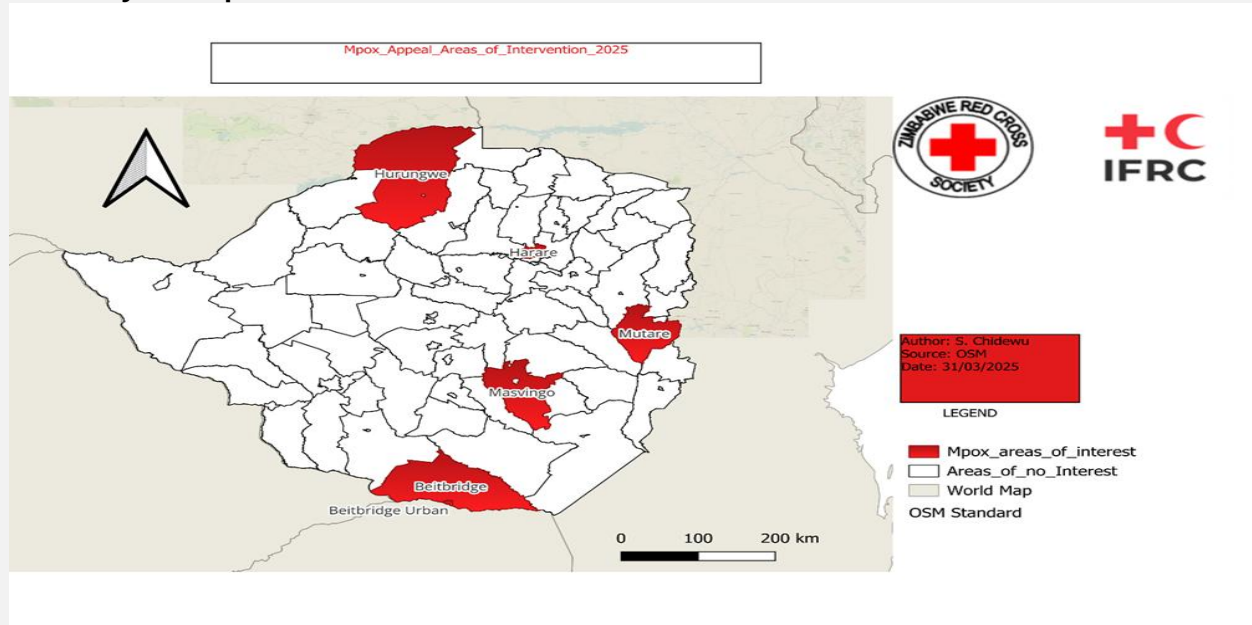 Mpox_Appeal_Areas_of_Intervention_2025
ZIMBABWE RED CROSS
SOCIETY
IFRC
Hurungwe
Harare
Mutare
Masvingo
Beitbridge
Beitbridge Urban
Author: S. Chidewu
Source: OSM
Date: 31/03/2025
LEGEND
Mpox_areas_of_interest
Areas_of_no_Interest
World Map
OSM Standard
0 100 200 km